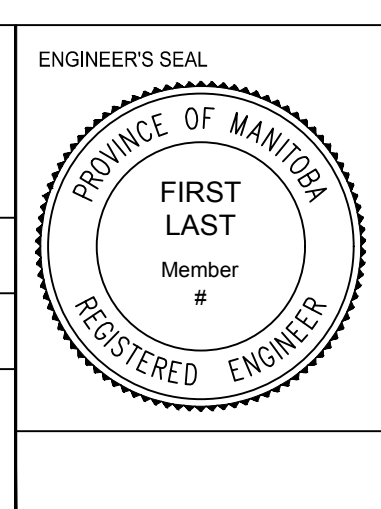 ENGINEER'S SEAL
PROVINCE OF MANITOBA
FIRST
LAST
Member
#
REGISTERED ENGINEER